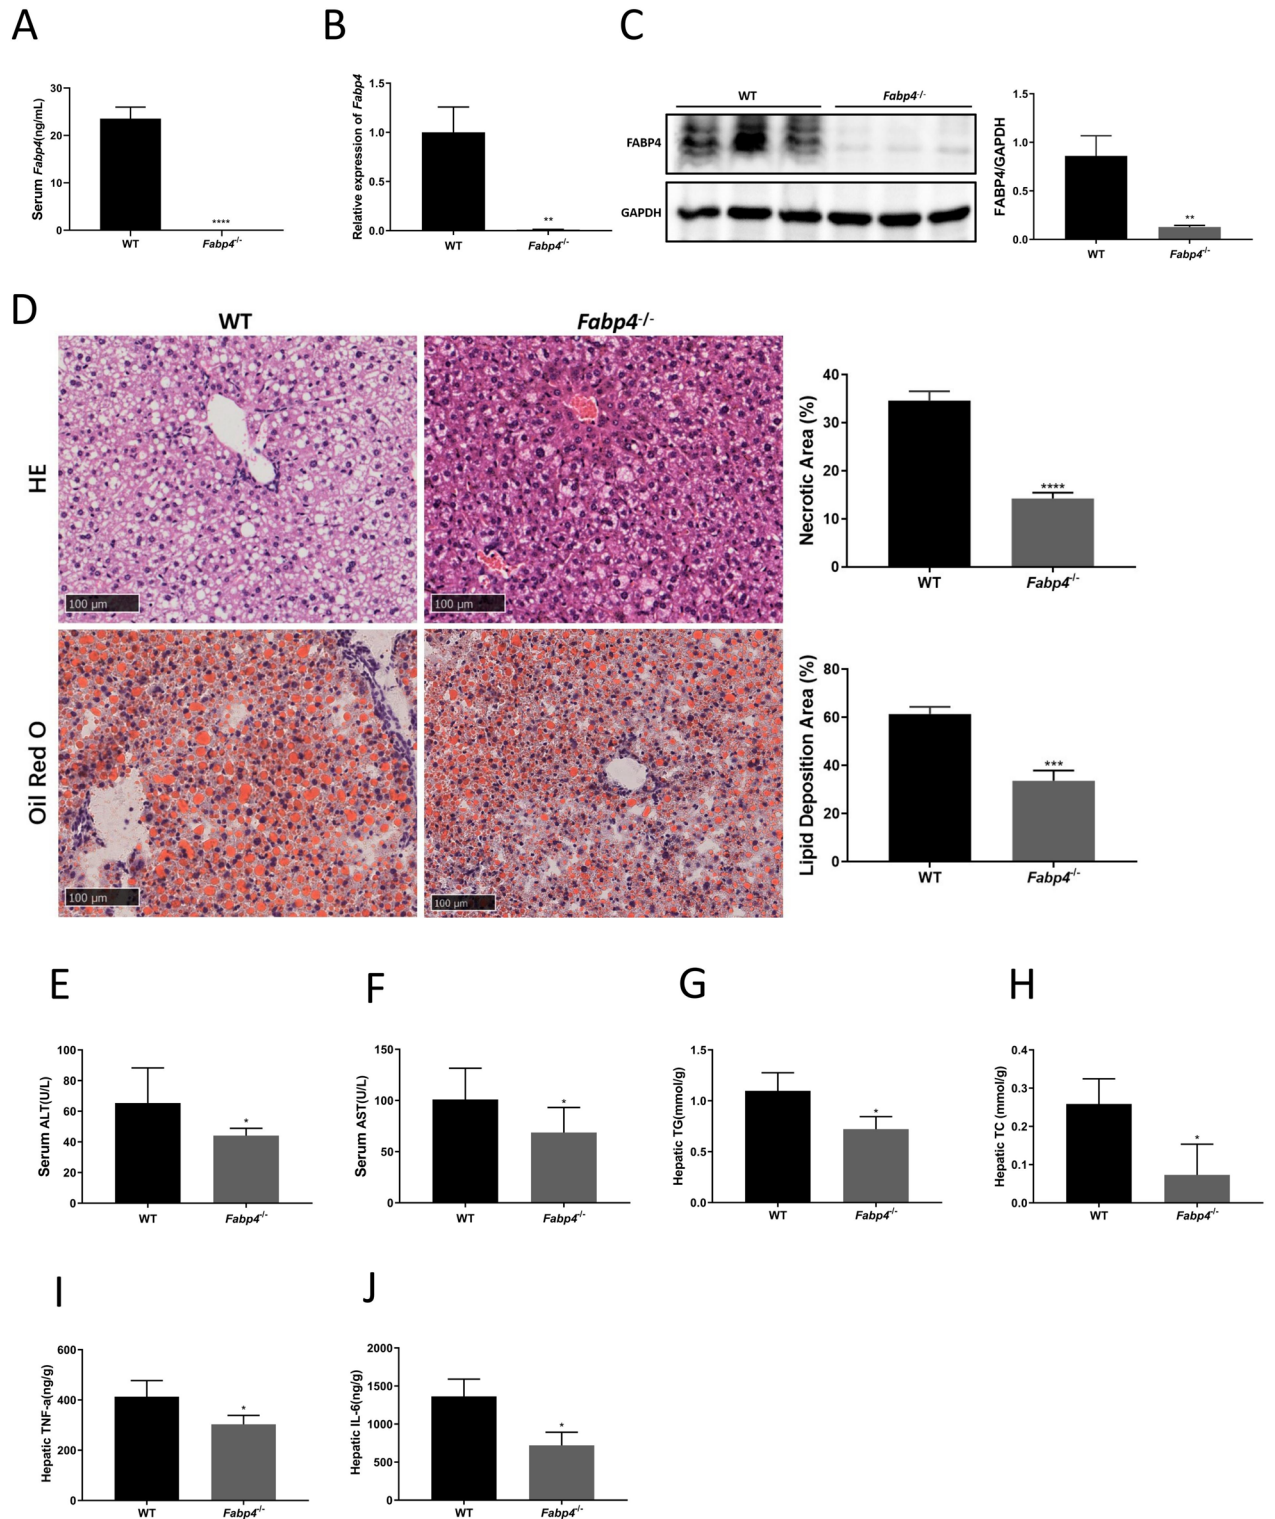 A
B
C
30
20
10
0
Serum Fabp4(ng/mL)
****
WT
Fabp4-/-
1.5
1.0
0.5
0.0
Relative expression of Fabp4
**
WT
Fabp4-/-
WT
Fabp4-/-
FABP4
GAPDH
1.5
1.0
0.5
0.0
FABP4/GAPDH
**
WT
Fabp4-/-
D
WT
Fabp4-/-
HE
100 µm
100 µm
40
30
20
10
0
Necrotic Area (%)
****
WT
Fabp4-/-
Oil Red O
100 µm
100 µm
80
60
40
20
0
Lipid Deposition Area (%)
***
WT
Fabp4-/-
E
F
G
H
100
80
60
40
20
0
Serum ALT(U/L)
*
WT
Fabp4-/-
150
100
50
0
Serum AST(U/L)
*
WT
Fabp4-/-
1.5
1.0
0.5
0.0
Hepatic TG(mmol/g)
*
WT
Fabp4-/-
0.4
0.3
0.2
0.1
0.0
Hepatic TC (mmol/g)
*
WT
Fabp4-/-
I
J
600
400
200
0
Hepatic TNF-a(ng/g)
*
WT
Fabp4-/-
2000
1500
1000
500
0
Hepatic IL-6(ng/g)
*
WT
Fabp4-/-